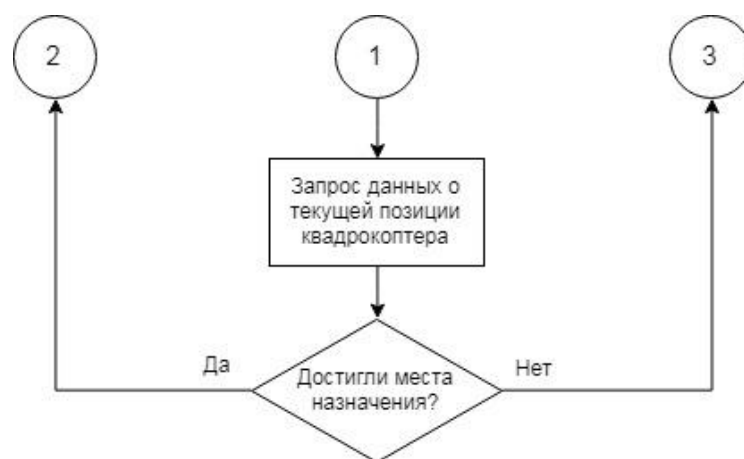 2
1
3
Запрос данных о
текущей позиции
квадрокоптера
Да
Нет
Достигли места
назначения?